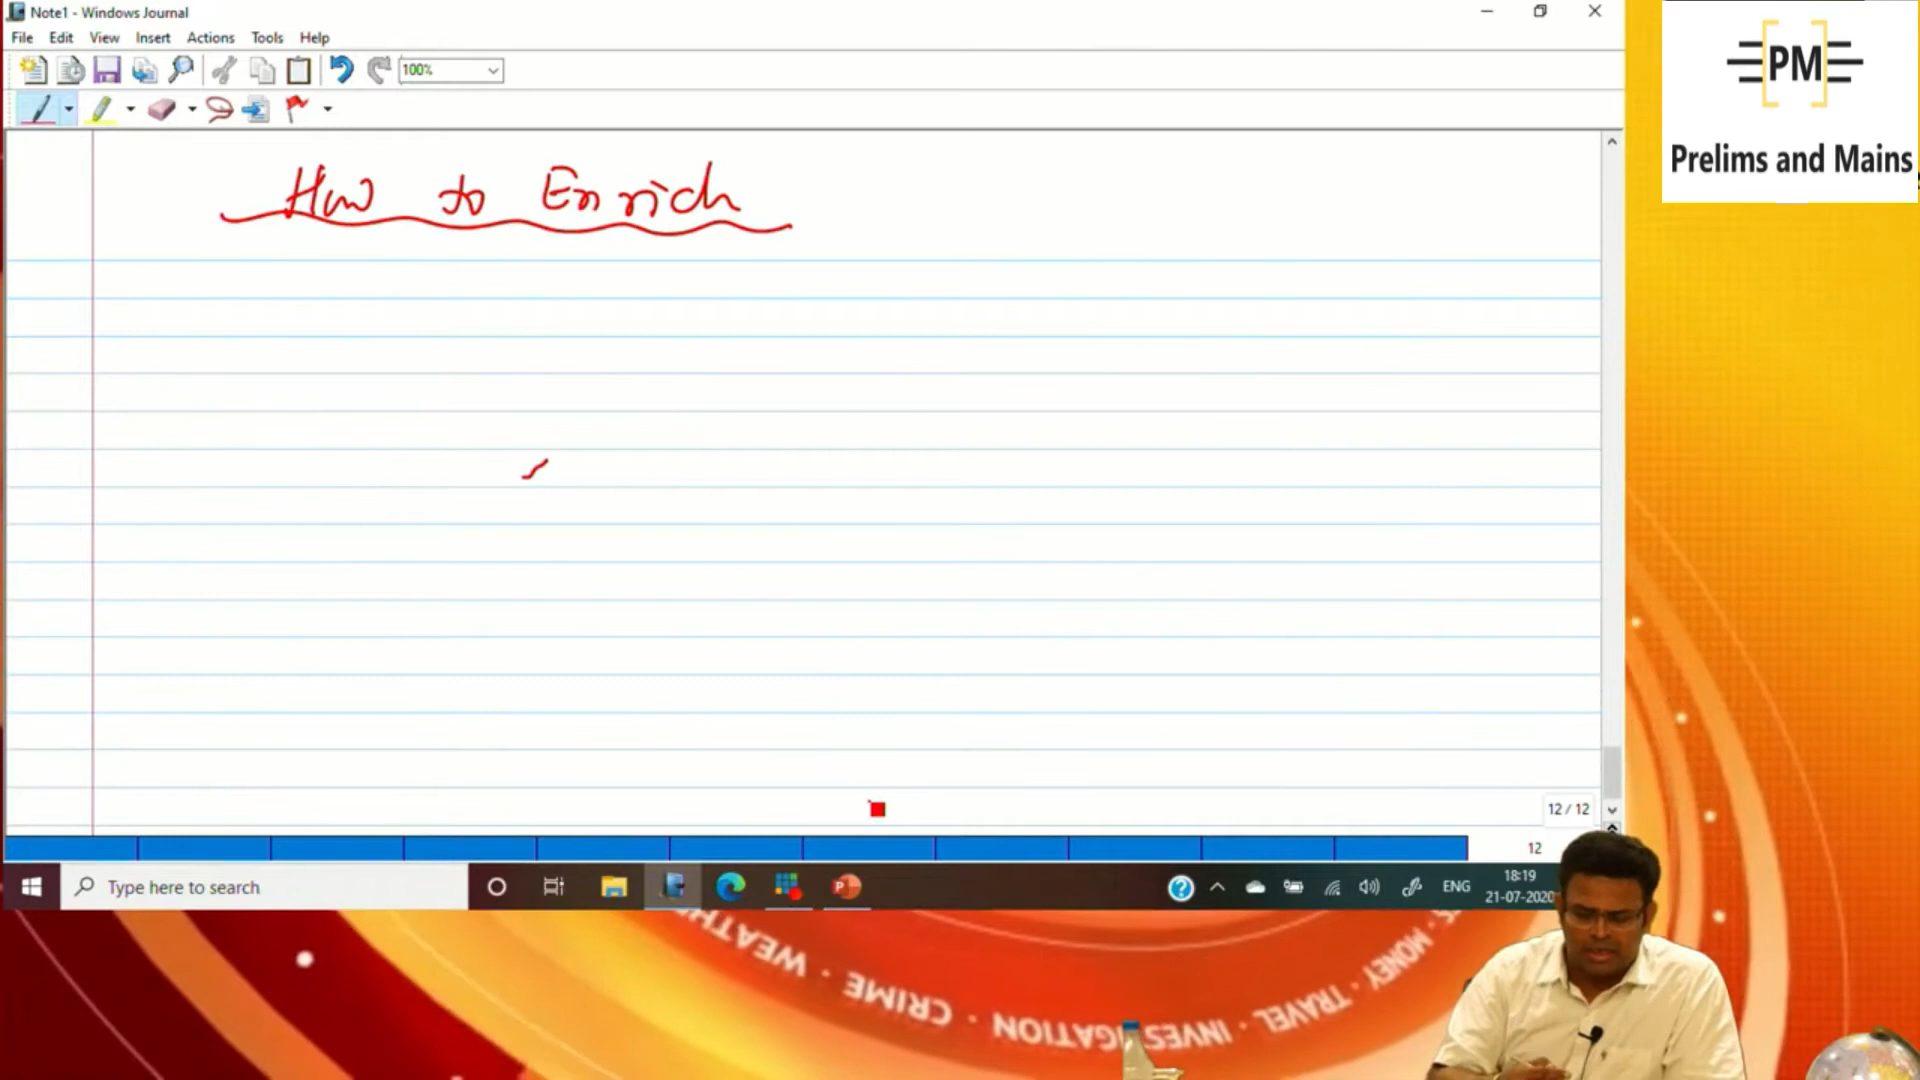 Note1 - Windows Journal
File Edit View Insert Actions Tools Help
100%
PM
Prelims and Mains
How to Enrich
12 / 12
12
Type here to search
ENG
18:19
21-07-2020
MONEY · TRAVEL · INVESTIGATION · CRIME · WEATHER